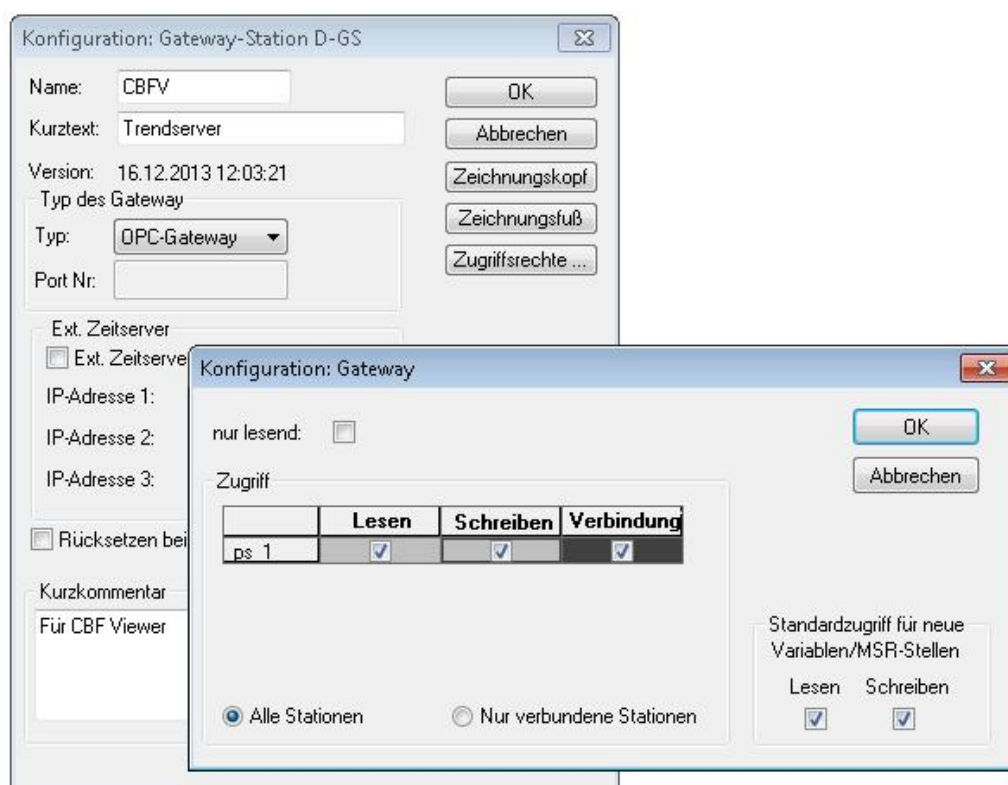 Konfiguration: Gateway-Station D-GS
Name: CBFV
OK
Kurztext: Trendserver
Abbrechen
Version: 16.12.2013 12:03:21
Zeichnungskopf
Typ des Gateway
Zeichnungsfuß
Typ: OPC-Gateway
Zugriffsrechte ...
Port Nr:
Ext. Zeitserver
Ext. Zeitserve
IP-Adresse 1:
IP-Adresse 2:
IP-Adresse 3:
Rücksetzen bei
Kurzkommentar
Für CBF Viewer
Konfiguration: Gateway
nur lesend:
OK
Abbrechen
Zugriff
Lesen Schreiben Verbindung
ps_1
Alle Stationen Nur verbundene Stationen
Standardzugriff für neue
Variablen/MSR-Stellen
Lesen Schreiben